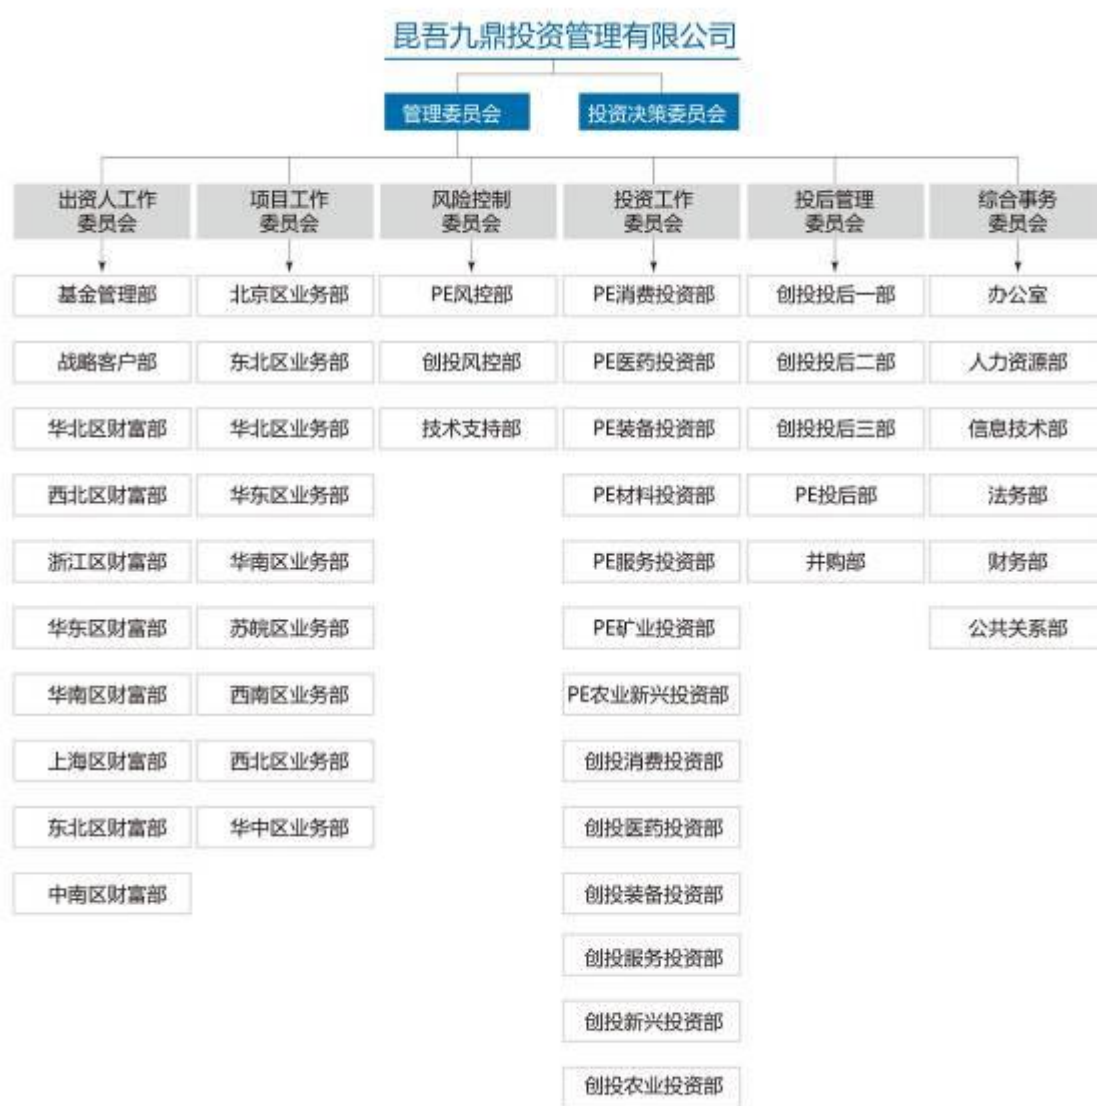 昆吾九鼎投资管理有限公司
管理委员会
投资决策委员会
出资人工作
委员会
项目工作
委员会
风险控制
委员会
投资工作
委员会
投后管理
委员会
综合事务
委员会
基金管理部
北京区业务部
PE风控部
PE消费投资部
创投投后一部
办公室
战略客户部
东北区业务部
创投风控部
PE医药投资部
创投投后二部
人力资源部
华北区财富部
华北区业务部
技术支持部
PE装备投资部
创投投后三部
信息技术部
西北区财富部
华东区业务部
PE材料投资部
PE投后部
法务部
浙江区财富部
华南区业务部
PE服务投资部
并购部
财务部
华东区财富部
苏皖区业务部
PE矿业投资部
公共关系部
华南区财富部
西南区业务部
PE农业新兴投资部
上海区财富部
西北区业务部
创投消费投资部
东北区财富部
华中区业务部
创投医药投资部
中南区财富部
创投装备投资部
创投服务投资部
创投新兴投资部
创投农业投资部